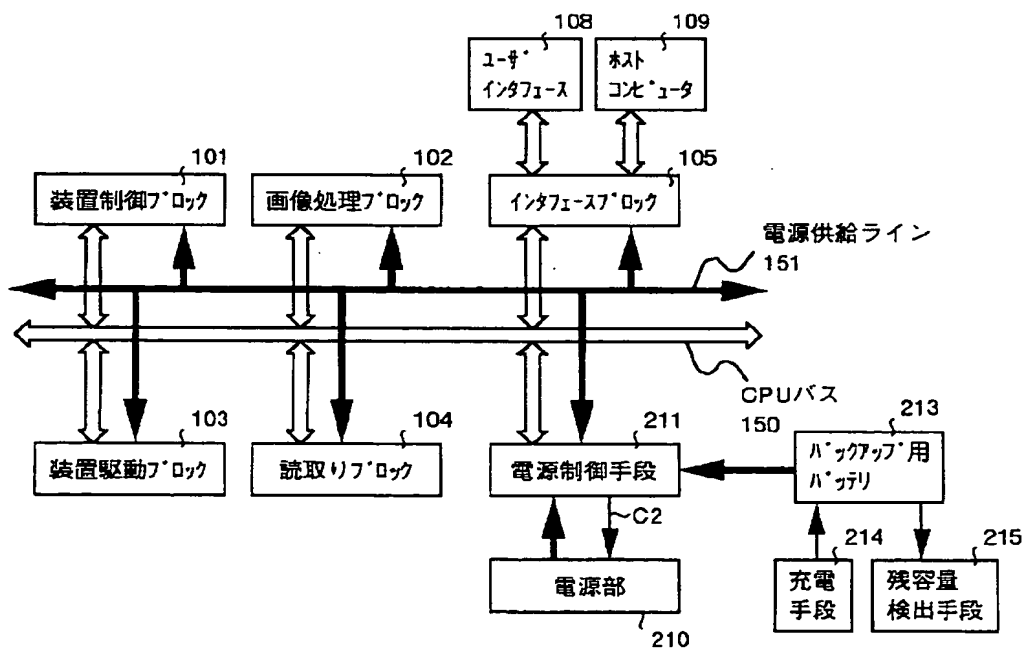 108
109
ユーザ
インタフェース
ホスト
コンピュータ
101
102
105
装置制御ブロック
画像処理ブロック
インタフェースブロック
電源供給ライン
151
CPUバス
150
103
104
211
213
装置駆動ブロック
読取りブロック
電源制御手段
バックアップ用
バッテリ
C2
214
215
電源部
充電
手段
残容量
検出手段
210